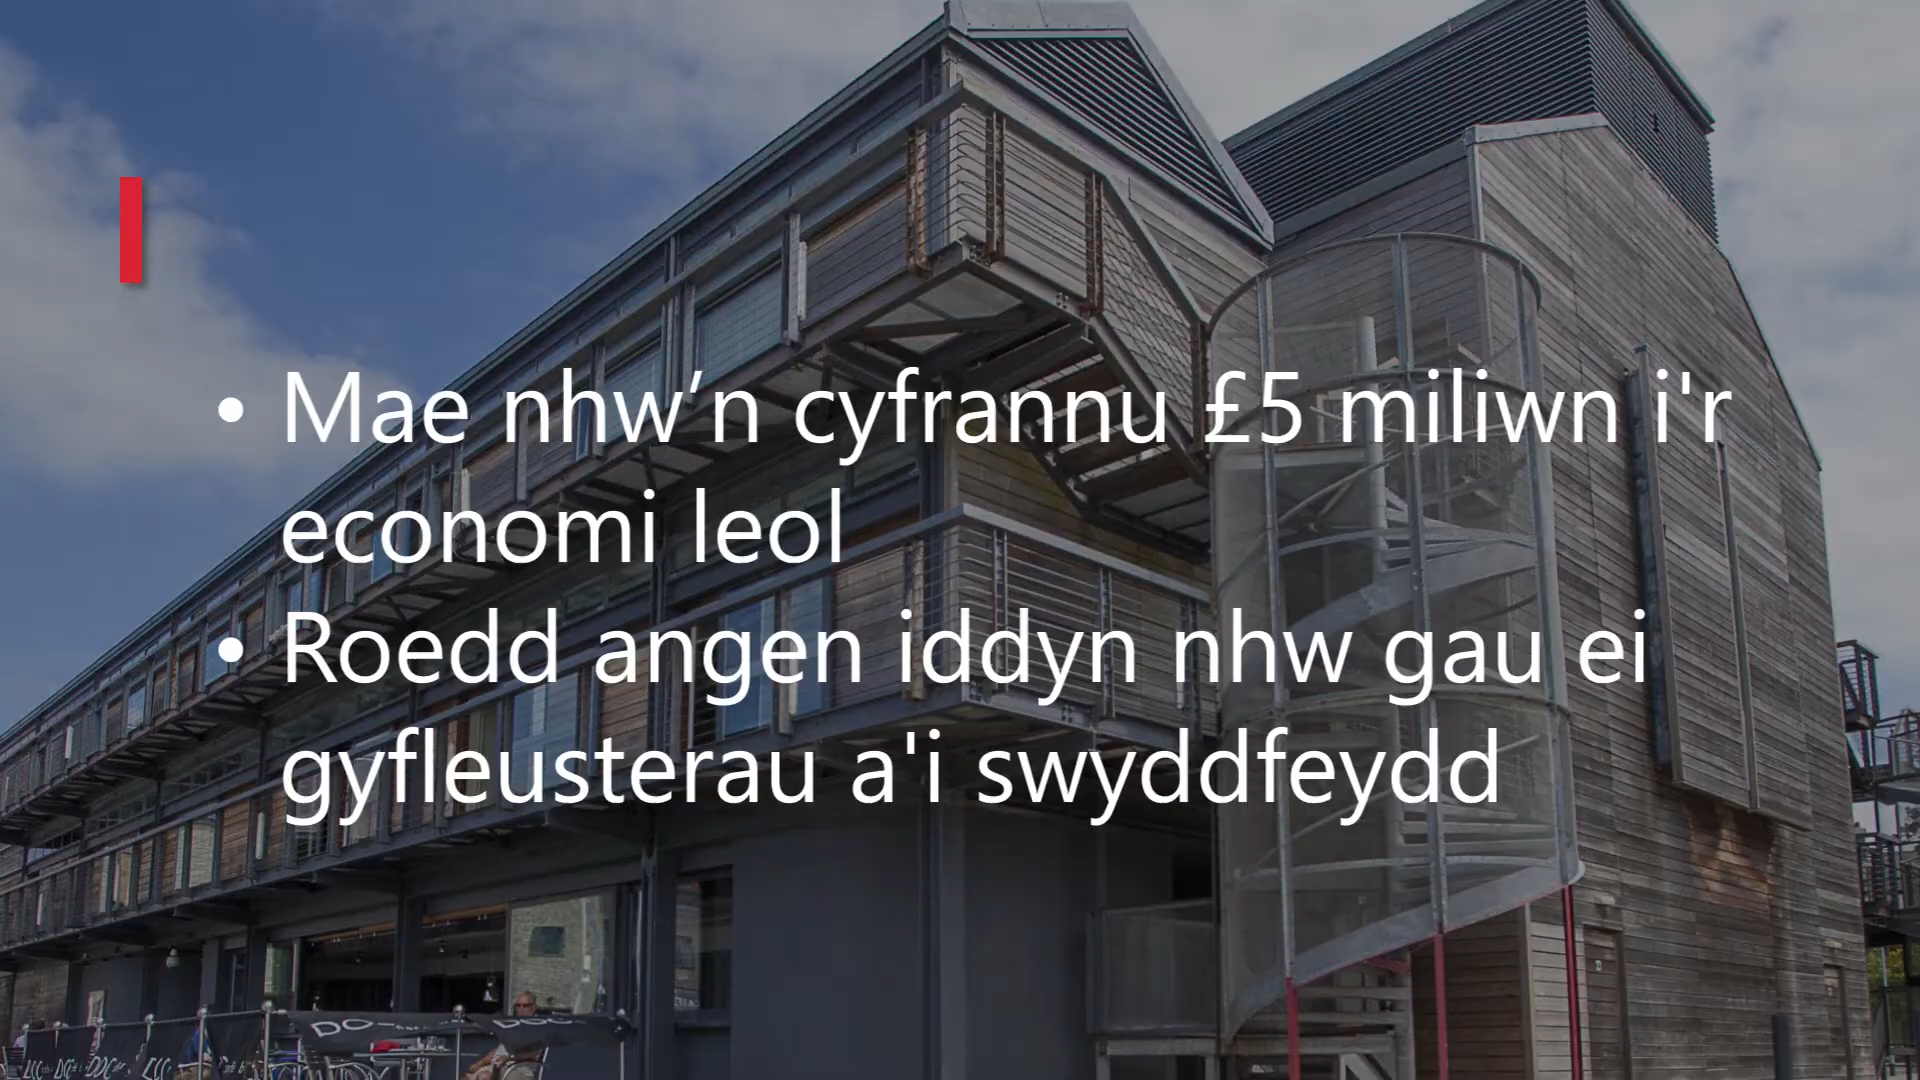 • Mae nhw’n cyfrannu £5 miliwn i'r
economi leol
• Roedd angen iddyn nhw gau ei
gyfleusterau a'i swyddfeydd